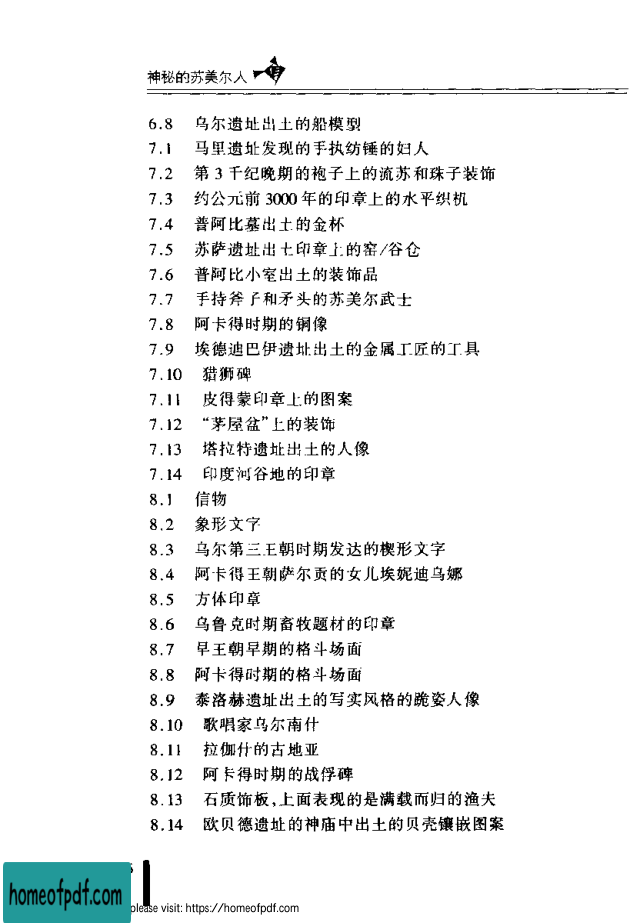 神秘的苏美尔人
6.8 乌尔遗址出土的船模型
7.1 马里遗址发现的手执纺锤的妇人
7.2 第3千纪晚期的袍子上的流苏和珠子装饰
7.3 约公元前3000年的印章上的水平织机
7.4 普阿比墓出土的金杯
7.5 苏萨遗址出土印章上的窑/谷仓
7.6 普阿比小室出土的装饰品
7.7 手持斧子和矛头的苏美尔武士
7.8 阿卡得时期的铜像
7.9 埃德迪巴伊遗址出土的金属工匠的工具
7.10 猎狮碑
7.11 皮得蒙印章上的图案
7.12 “茅屋盆”上的装饰
7.13 塔拉特遗址出土的人像
7.14 印度河谷地的印章
8.1 信物
8.2 象形文字
8.3 乌尔第三王朝时期发达的楔形文字
8.4 阿卡得王朝萨尔贡的女儿埃妮迪乌娜
8.5 方体印章
8.6 乌鲁克时期畜牧题材的印章
8.7 早王朝早期的格斗场面
8.8 阿卡得时期的格斗场面
8.9 泰洛赫遗址出土的写实风格的跪姿人像
8.10 歌唱家乌尔南什
8.11 拉伽什的古地亚
8.12 阿卡得时期的战俘碑
8.13 石质饰板,上面表现的是满载而归的渔夫
8.14 欧贝德遗址的神庙中出土的贝壳镶嵌图案
homeofpdf.com
please visit: https://homeofpdf.com